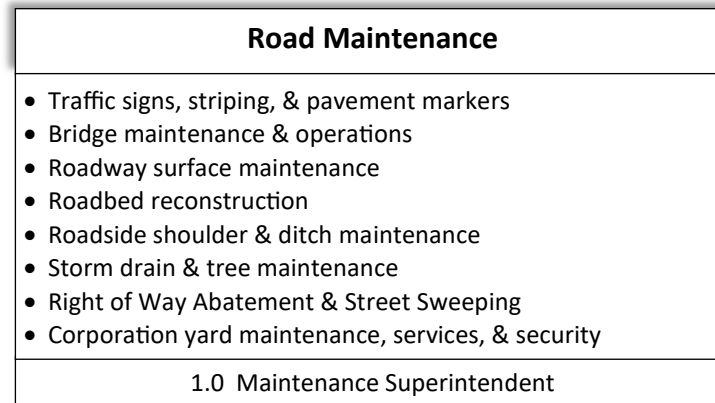 Road Maintenance
• Traffic signs, striping, & pavement markers
• Bridge maintenance & operations
• Roadway surface maintenance
• Roadbed reconstruction
• Roadside shoulder & ditch maintenance
• Storm drain & tree maintenance
• Right of Way Abatement & Street Sweeping
• Corporation yard maintenance, services, & security
1.0 Maintenance Superintendent